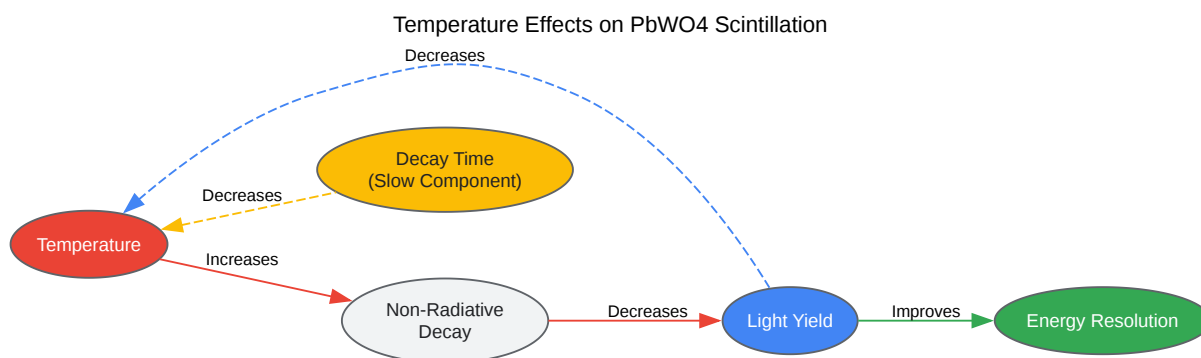 Temperature Effects on PbWO4 Scintillation
Decreases
Decay Time
(Slow Component)
Decreases
Temperature
Increases
Non-Radiative
Decay
Decreases
Light Yield
Improves
Energy Resolution